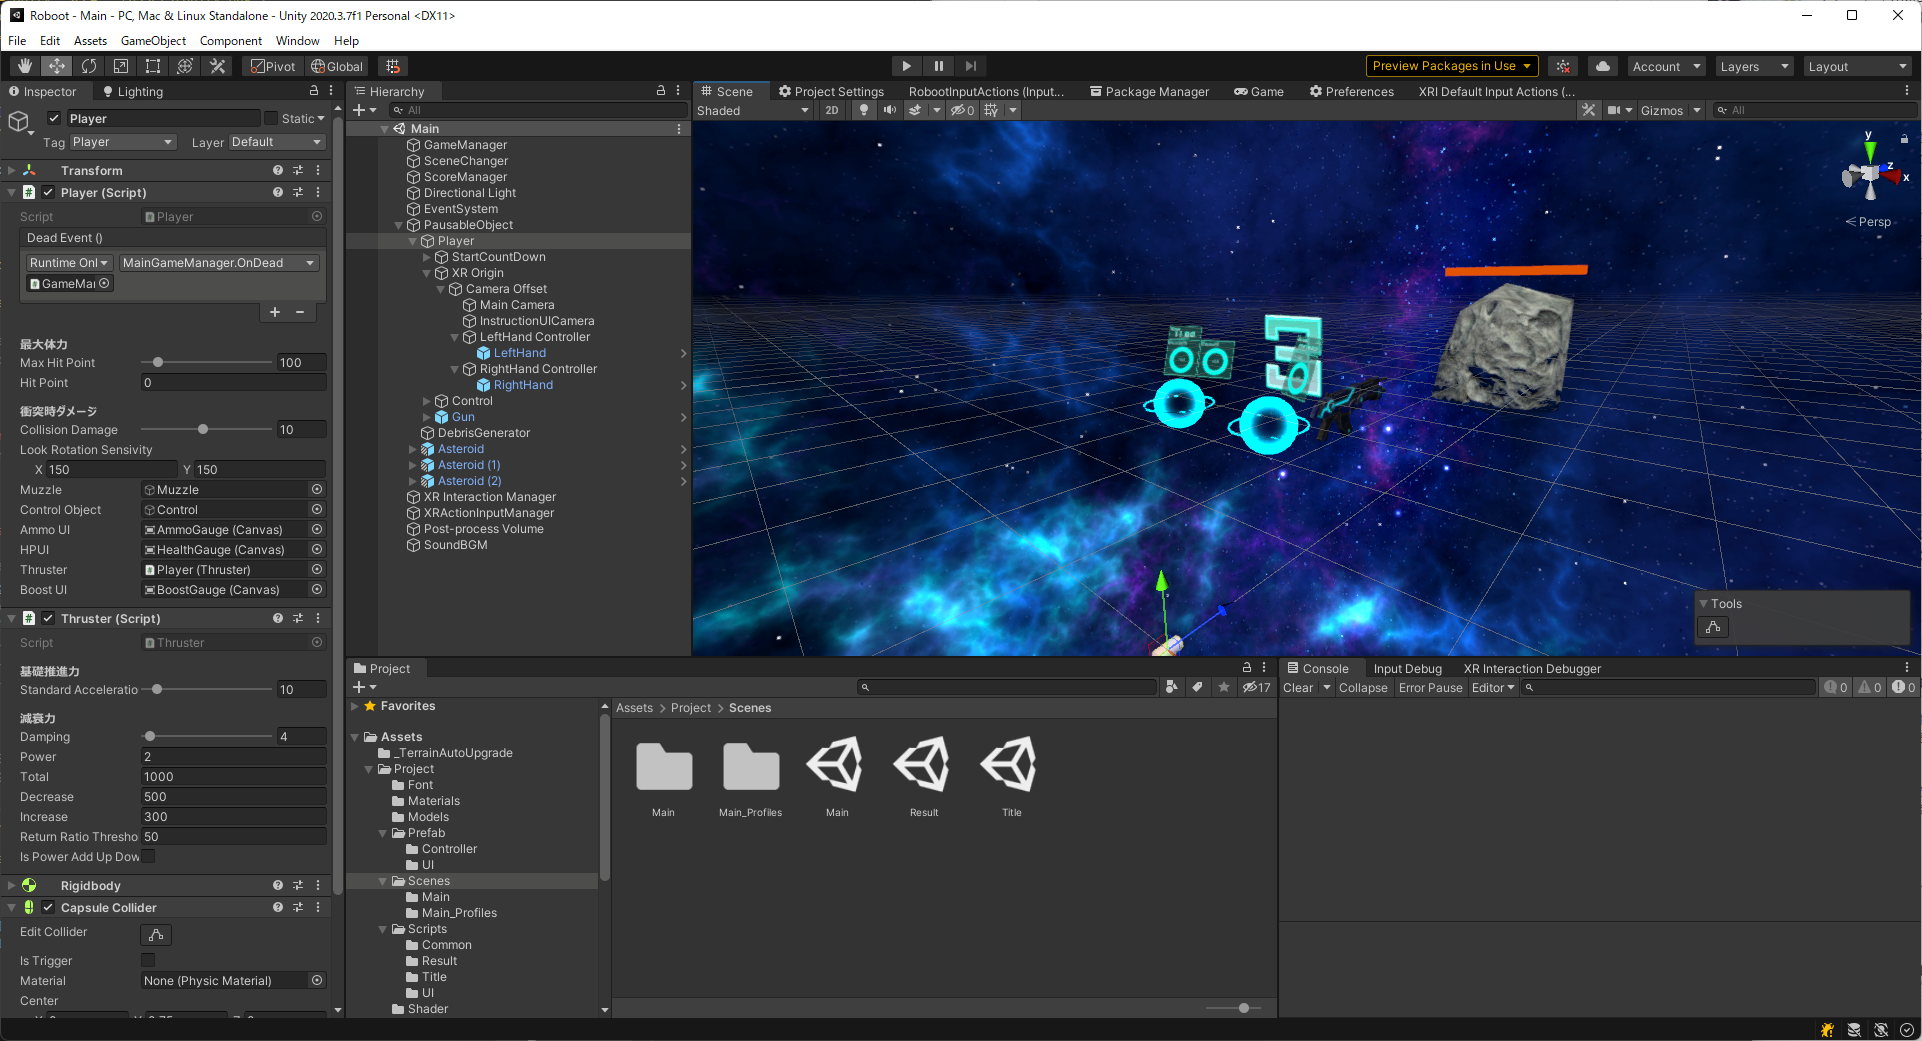 Roboot - Main - PC, Mac & Linux Standalone - Unity 2020.3.7f1 Personal <DX11>
File Edit Assets GameObject Component Window Help
Pivot Global Preview Packages in Use Account Layers Layout
Inspector Lighting
Player Static
Tag Player Layer Default
Transform
Player (Script)
Script Player
Dead Event ()
Runtime Onl MainGameManager.OnDead
GameMai
最大体力
Max Hit Point 100
Hit Point 0
衝突時ダメージ
Collision Damage 10
Look Rotation Sensivity
X 150 Y 150
Muzzle Muzzle
Control Object Control
Ammo UI AmmoGauge (Canvas)
HPUI HealthGauge (Canvas)
Thruster Player (Thruster)
Boost UI BoostGauge (Canvas)
Thruster (Script)
Script Thruster
基礎推進力
Standard Acceleratio 10
減衰力
Damping 4
Power 2
Total 1000
Decrease 500
Increase 300
Return Ratio Thresho 50
Is Power Add Up Dow
Rigidbody
Capsule Collider
Edit Collider
Is Trigger
Material None (Physic Material)
Center
Hierarchy
All
Main
GameManager
SceneChanger
ScoreManager
Directional Light
EventSystem
PausableObject
Player
StartCountDown
XR Origin
Camera Offset
Main Camera
InstructionUICamera
LeftHand Controller
LeftHand
RightHand Controller
RightHand
Control
Gun
DebrisGenerator
Asteroid
Asteroid (1)
Asteroid (2)
XR Interaction Manager
XRActionInputManager
Post-process Volume
SoundBGM
Scene Project Settings RobootInputActions (Input... Package Manager Game Preferences XRI Default Input Actions (...
Shaded 2D 0 Gizmos All
y
z
x
Persp
3
Tools
Project
17
Favorites
Assets
_TerrainAutoUpgrade
Project
Font
Materials
Models
Prefab
Controller
UI
Scenes
Main
Main_Profiles
Scripts
Common
Result
Title
UI
Shader
Assets > Project > Scenes
Main Main_Profiles Main Result Title
Console Input Debug XR Interaction Debugger
Clear Collapse Error Pause Editor 0 0 0